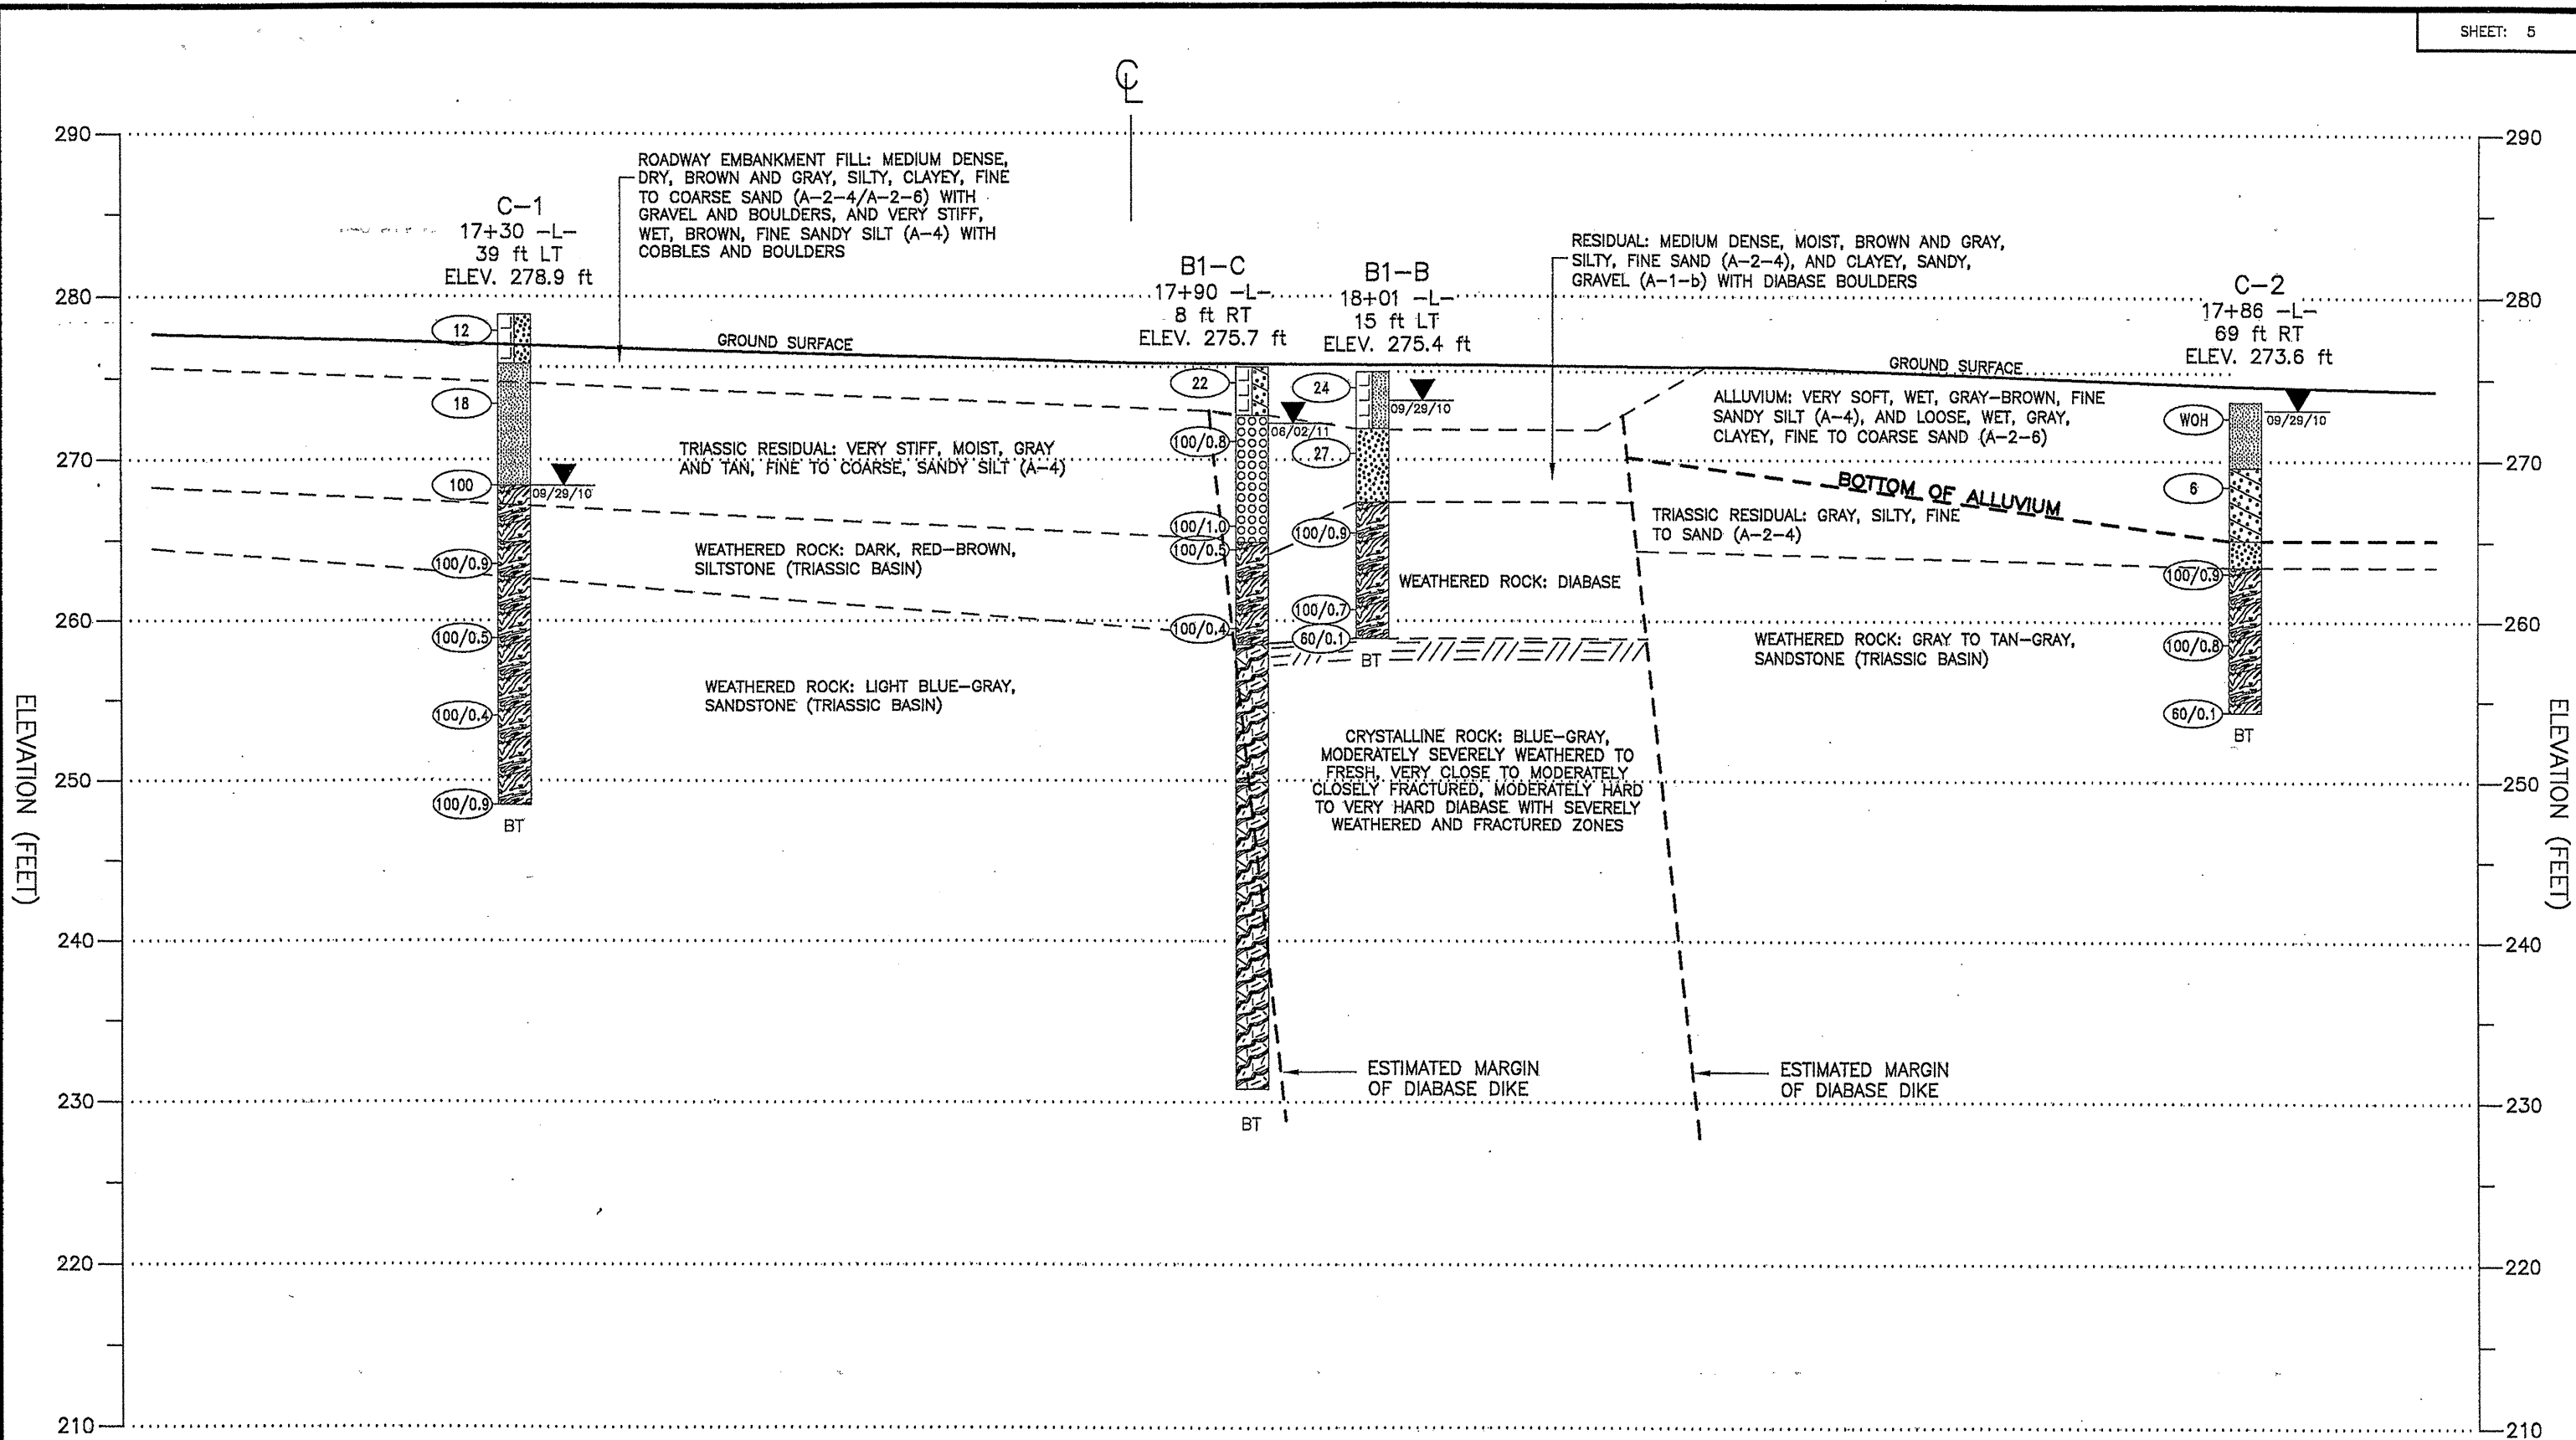 SHEET: 5
℄
290
290
ROADWAY EMBANKMENT FILL: MEDIUM DENSE,
DRY, BROWN AND GRAY, SILTY, CLAYEY, FINE
TO COARSE SAND (A-2-4/A-2-6) WITH
GRAVEL AND BOULDERS, AND VERY STIFF,
WET, BROWN, FINE SANDY SILT (A-4) WITH
COBBLES AND BOULDERS
C-1
17+30 -L-
39 ft LT
ELEV. 278.9 ft
B1-C
17+90 -L-
8 ft RT
ELEV. 275.7 ft
B1-B
18+01 -L-
15 ft LT
ELEV. 275.4 ft
RESIDUAL: MEDIUM DENSE, MOIST, BROWN AND GRAY,
SILTY, FINE SAND (A-2-4), AND CLAYEY, SANDY,
GRAVEL (A-1-b) WITH DIABASE BOULDERS
C-2
17+86 -L-
69 ft RT
ELEV. 273.6 ft
280
280
GROUND SURFACE
GROUND SURFACE
12
18
100
09/29/10
100/0.9
100/0.5
100/0.4
100/0.9
BT
TRIASSIC RESIDUAL: VERY STIFF, MOIST, GRAY
AND TAN, FINE TO COARSE, SANDY SILT (A-4)
WEATHERED ROCK: DARK, RED-BROWN,
SILTSTONE (TRIASSIC BASIN)
WEATHERED ROCK: LIGHT BLUE-GRAY,
SANDSTONE (TRIASSIC BASIN)
22
06/02/11
100/0.8
100/1.0
100/0.5
100/0.4
BT
24
09/29/10
27
100/0.9
100/0.7
60/0.1
BT
WEATHERED ROCK: DIABASE
CRYSTALLINE ROCK: BLUE-GRAY,
MODERATELY SEVERELY WEATHERED TO
FRESH, VERY CLOSE TO MODERATELY
CLOSELY FRACTURED, MODERATELY HARD
TO VERY HARD DIABASE WITH SEVERELY
WEATHERED AND FRACTURED ZONES
ALLUVIUM: VERY SOFT, WET, GRAY-BROWN, FINE
SANDY SILT (A-4), AND LOOSE, WET, GRAY,
CLAYEY, FINE TO COARSE SAND (A-2-6)
BOTTOM OF ALLUVIUM
TRIASSIC RESIDUAL: GRAY, SILTY, FINE
TO SAND (A-2-4)
WEATHERED ROCK: GRAY TO TAN-GRAY,
SANDSTONE (TRIASSIC BASIN)
WOH
09/29/10
6
100/0.9
100/0.8
60/0.1
BT
270
270
260
260
ELEVATION (FEET)
ELEVATION (FEET)
250
250
240
240
ESTIMATED MARGIN
OF DIABASE DIKE
ESTIMATED MARGIN
OF DIABASE DIKE
230
230
220
220
210
210